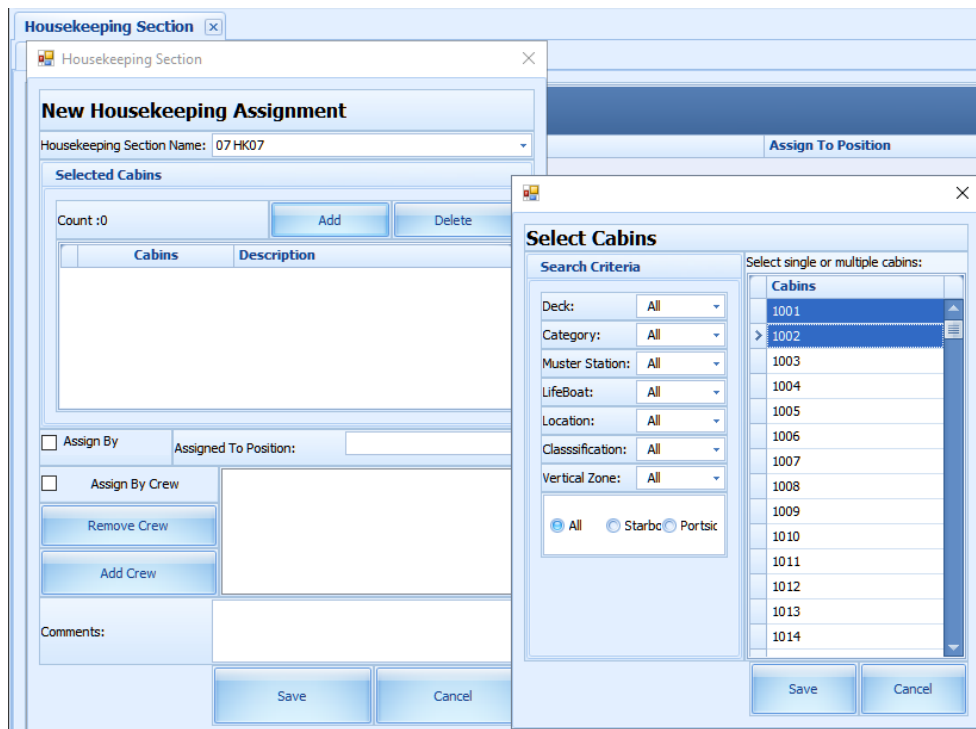 Housekeeping Section
Housekeeping Section
New Housekeeping Assignment
Housekeeping Section Name: 07 HK07
Selected Cabins
Count :0 Add Delete
Cabins Description
Assign By Assigned To Position:
Assign By Crew
Remove Crew
Add Crew
Comments:
Save Cancel
Assign To Position
Select Cabins
Search Criteria
Deck: All
Category: All
Muster Station: All
LifeBoat: All
Location: All
Classsification: All
Vertical Zone: All
All Starbo Portsic
Select single or multiple cabins:
Cabins
1001
1002
1003
1004
1005
1006
1007
1008
1009
1010
1011
1012
1013
1014
Save Cancel